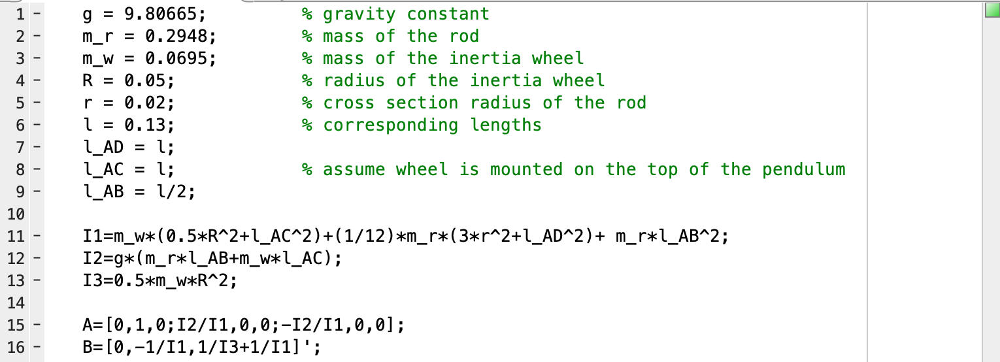 1 - g = 9.80665; % gravity constant
2 - m_r = 0.2948; % mass of the rod
3 - m_w = 0.0695; % mass of the inertia wheel
4 - R = 0.05; % radius of the inertia wheel
5 - r = 0.02; % cross section radius of the rod
6 - l = 0.13; % corresponding lengths
7 - l_AD = l;
8 - l_AC = l; % assume wheel is mounted on the top of the pendulum
9 - l_AB = l/2;
10
11 - I1=m_w*(0.5*R^2+l_AC^2)+(1/12)*m_r*(3*r^2+l_AD^2)+ m_r*l_AB^2;
12 - I2=g*(m_r*l_AB+m_w*l_AC);
13 - I3=0.5*m_w*R^2;
14
15 - A=[0,1,0;I2/I1,0,0;-I2/I1,0,0];
16 - B=[0,-1/I1,1/I3+1/I1]';